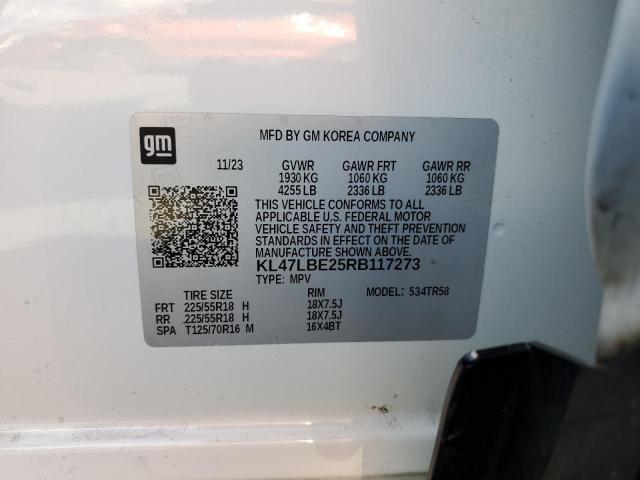 gm
MFD BY GM KOREA COMPANY
11/23 GVWR GAWR FRT GAWR RR
1930 KG 1060 KG 1060 KG
4255 LB 2336 LB 2336 LB
THIS VEHICLE CONFORMS TO ALL
APPLICABLE U.S. FEDERAL MOTOR
VEHICLE SAFETY AND THEFT PREVENTION
STANDARDS IN EFFECT ON THE DATE OF
MANUFACTURE SHOWN ABOVE.
KL47LBE25RB117273
TYPE: MPV
TIRE SIZE RIM MODEL: 534TR58
FRT 225/55R18 H 18X7.5J
RR 225/55R18 H 18X7.5J
SPA T125/70R16 M 16X4BT